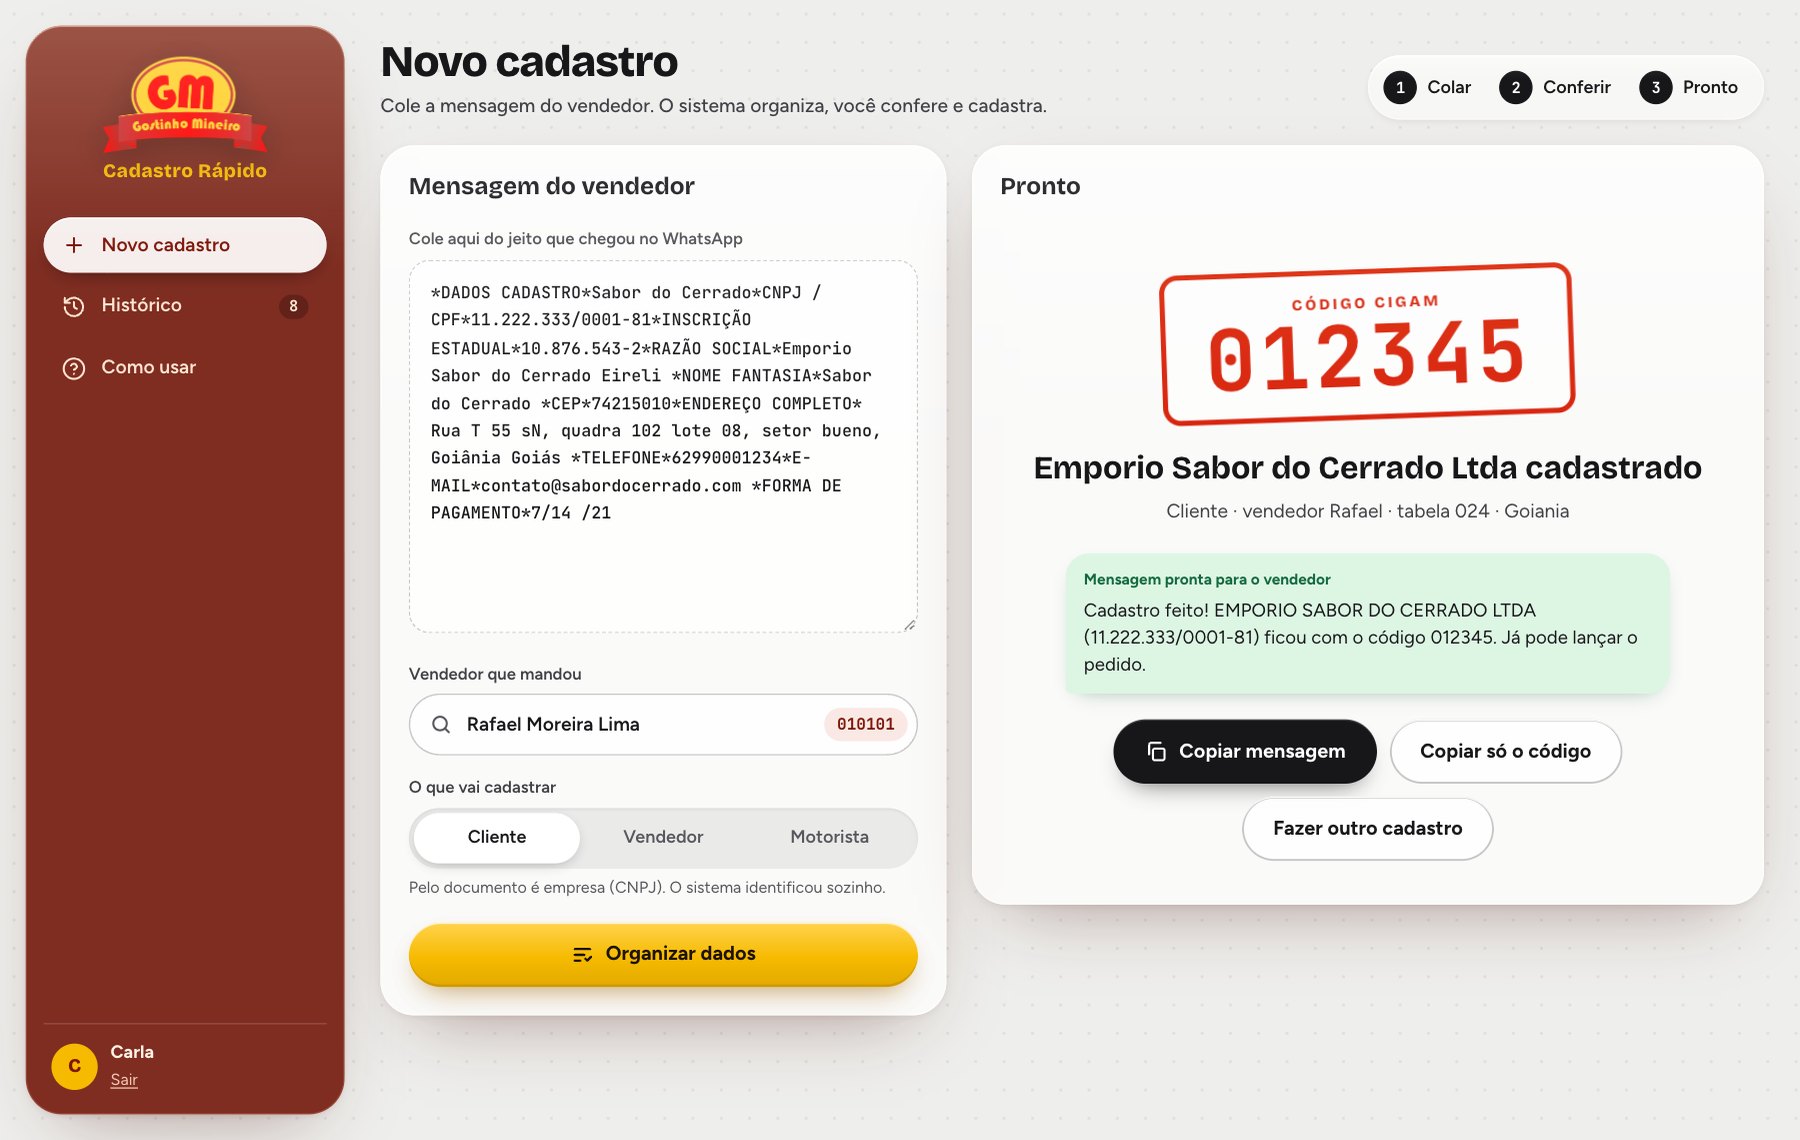 GM
Gostinho Mineiro
Cadastro Rápido
Novo cadastro
Histórico 8
Como usar
C Carla
Sair
Novo cadastro
Cole a mensagem do vendedor. O sistema organiza, você confere e cadastra.
1 Colar 2 Conferir 3 Pronto
Mensagem do vendedor
Cole aqui do jeito que chegou no WhatsApp
*DADOS CADASTRO*Sabor do Cerrado*CNPJ /
CPF*11.222.333/0001-81*INSCRIÇÃO
ESTADUAL*10.876.543-2*RAZÃO SOCIAL*Emporio
Sabor do Cerrado Eireli *NOME FANTASIA*Sabor
do Cerrado *CEP*74215010*ENDEREÇO COMPLETO*
Rua T 55 sN, quadra 102 lote 08, setor bueno,
Goiânia Goiás *TELEFONE*62990001234*E-
MAIL*contato@sabordocerrado.com *FORMA DE
PAGAMENTO*7/14 /21
Vendedor que mandou
Rafael Moreira Lima 010101
O que vai cadastrar
Cliente Vendedor Motorista
Pelo documento é empresa (CNPJ). O sistema identificou sozinho.
Organizar dados
Pronto
CÓDIGO CIGAM
012345
Emporio Sabor do Cerrado Ltda cadastrado
Cliente · vendedor Rafael · tabela 024 · Goiania
Mensagem pronta para o vendedor
Cadastro feito! EMPORIO SABOR DO CERRADO LTDA
(11.222.333/0001-81) ficou com o código 012345. Já pode lançar o
pedido.
Copiar mensagem Copiar só o código
Fazer outro cadastro